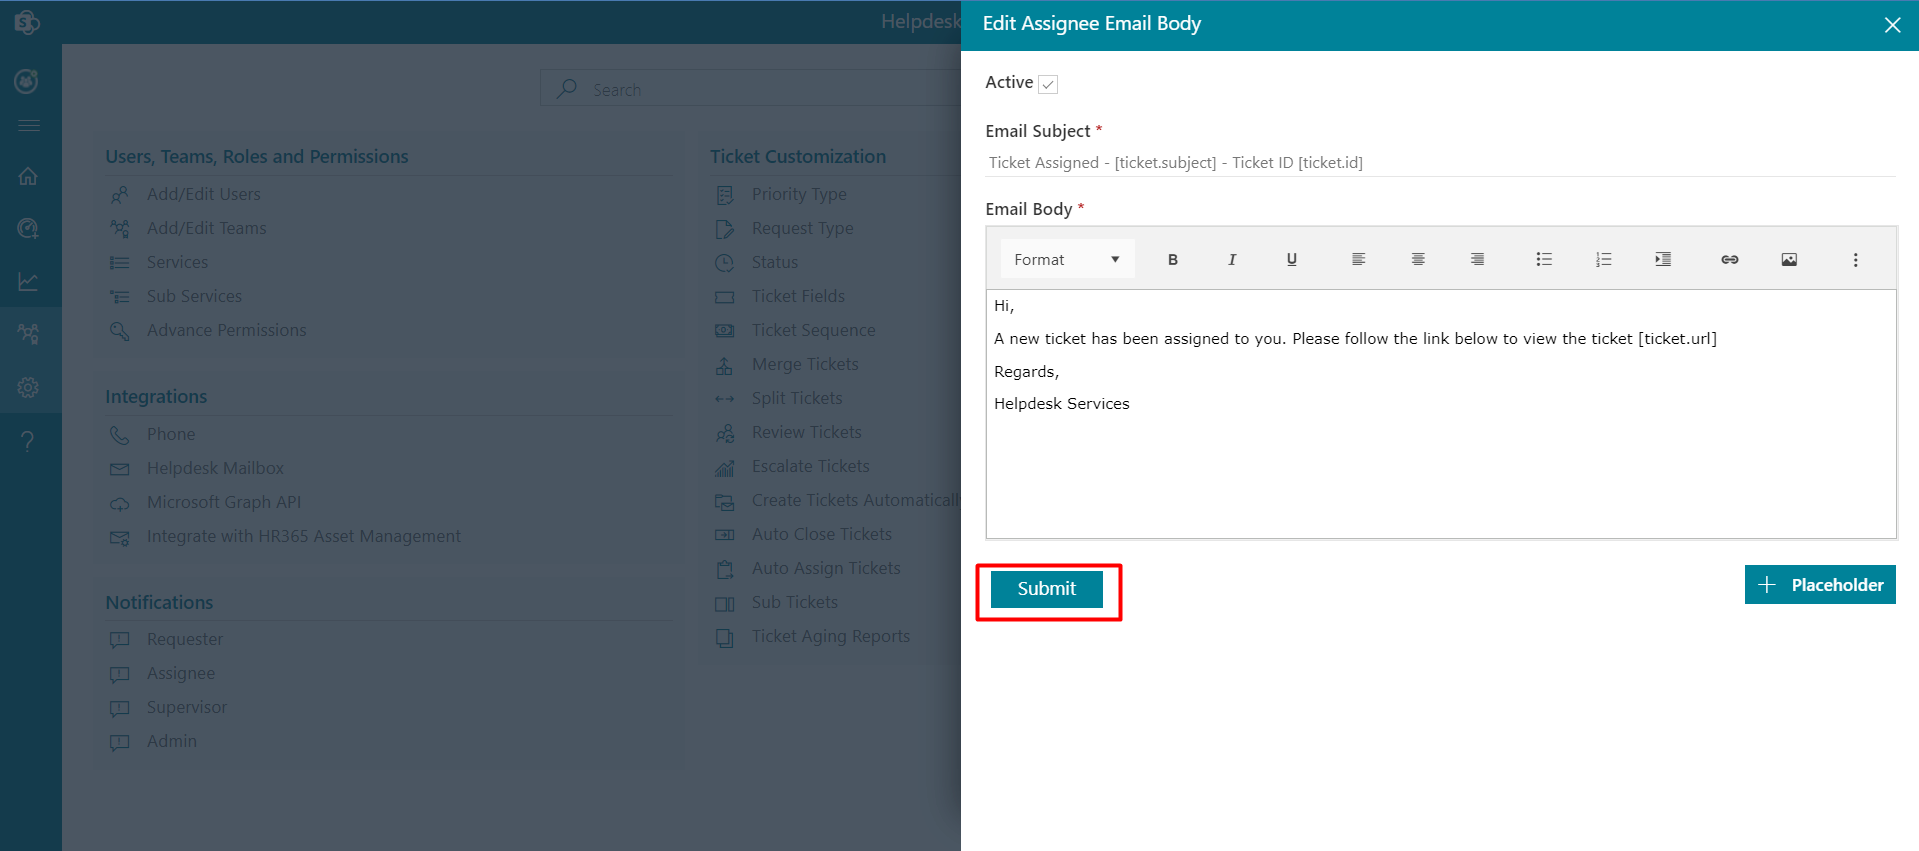 Helpdesk
Search
Users, Teams, Roles and Permissions
Add/Edit Users
Add/Edit Teams
Services
Sub Services
Advance Permissions
Integrations
Phone
Helpdesk Mailbox
Microsoft Graph API
Integrate with HR365 Asset Management
Notifications
Requester
Assignee
Supervisor
Admin
Ticket Customization
Priority Type
Request Type
Status
Ticket Fields
Ticket Sequence
Merge Tickets
Split Tickets
Review Tickets
Escalate Tickets
Create Tickets
Auto Close Tickets
Auto Assign Tickets
Sub Tickets
Ticket Aging Reports
Edit Assignee Email Body
Active
Email Subject *
Ticket Assigned - [ticket.subject] - Ticket ID [ticket.id]
Email Body *
Format
B I U
Hi,
A new ticket has been assigned to you. Please follow the link below to view the ticket [ticket.url]
Regards,
Helpdesk Services
Submit
Placeholder